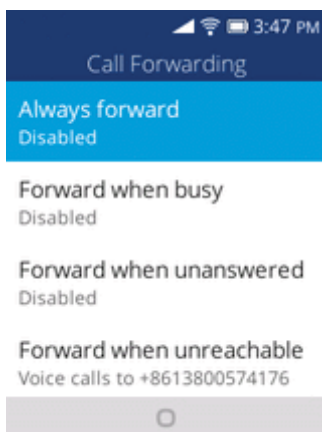 3:47 PM
Call Forwarding
Always forward
Disabled
Forward when busy
Disabled
Forward when unanswered
Disabled
Forward when unreachable
Voice calls to +8613800574176